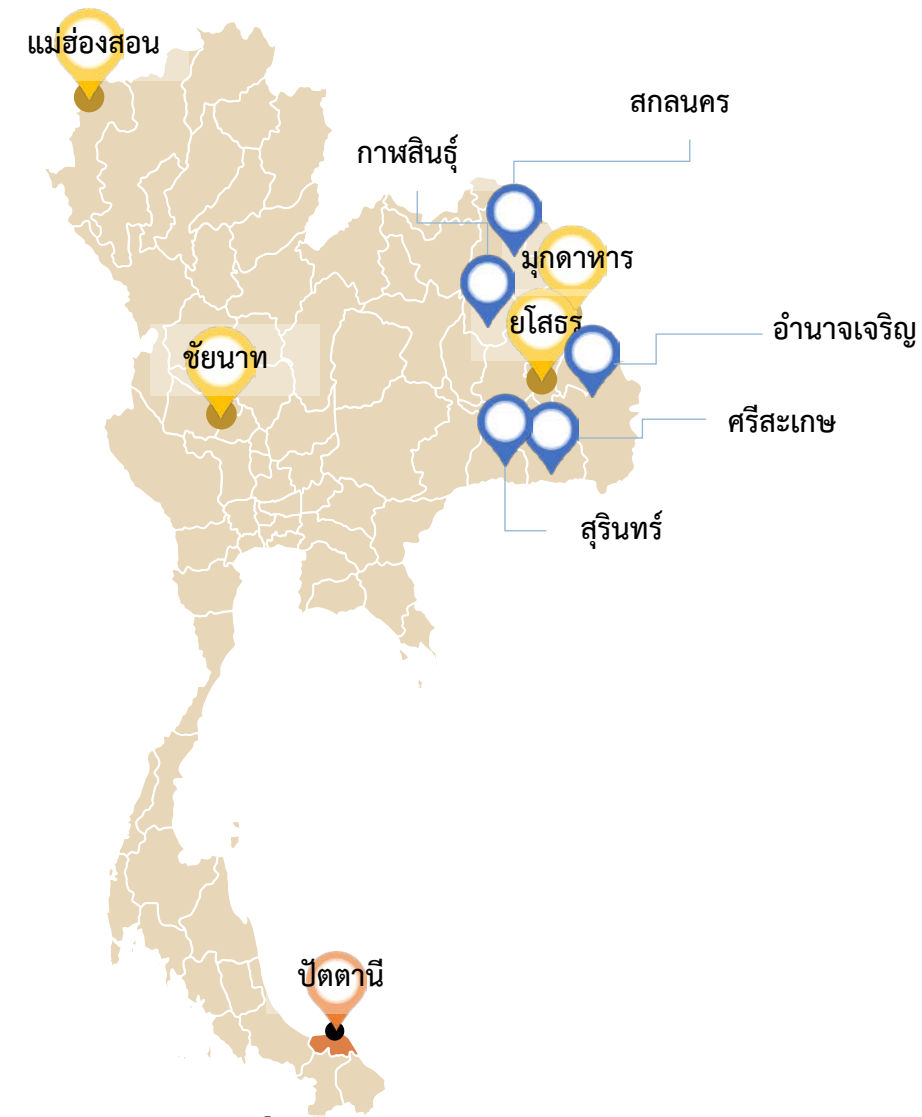 แม่ฮ่องสอน
สกลนคร
กาฬสินธุ์
มุกดาหาร
ยโสธร
อำนาจเจริญ
ชัยนาท
ศรีสะเกษ
สุรินทร์
ปัตตานี